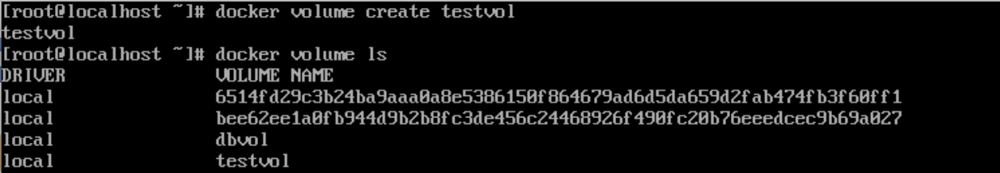 [root@localhost ~]# docker volume create testvol
testvol
[root@localhost ~]# docker volume ls
DRIVER              VOLUME NAME
local               6514fd29c3b24ba9aaa0a8e5386150f864679ad6d5da659d2fab474fb3f60ff1
local               bee62ee1a0fb944d9b2b8fc3de456c24468926f490fc20b76eeedcec9b69a027
local               dbvol
local               testvol